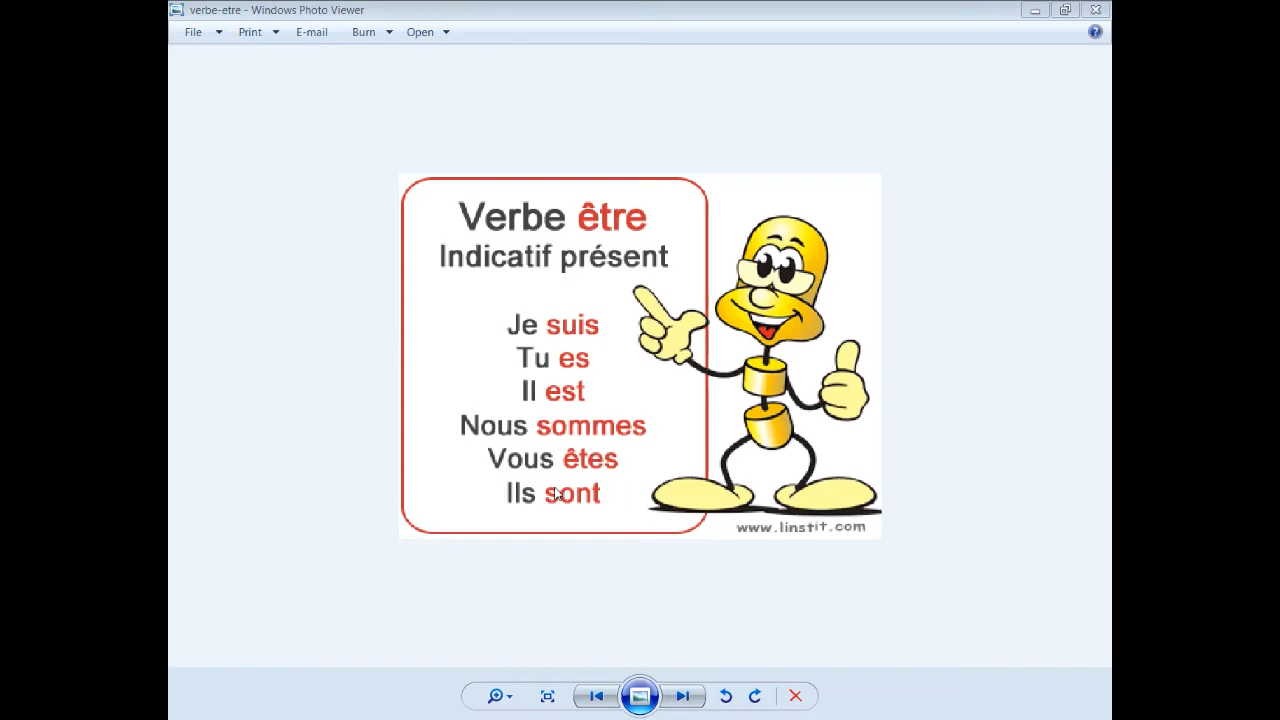 verbe-etre - Windows Photo Viewer
File Print E-mail Burn Open
Verbe être
Indicatif présent
Je suis
Tu es
Il est
Nous sommes
Vous êtes
Ils sont
www.linstit.com